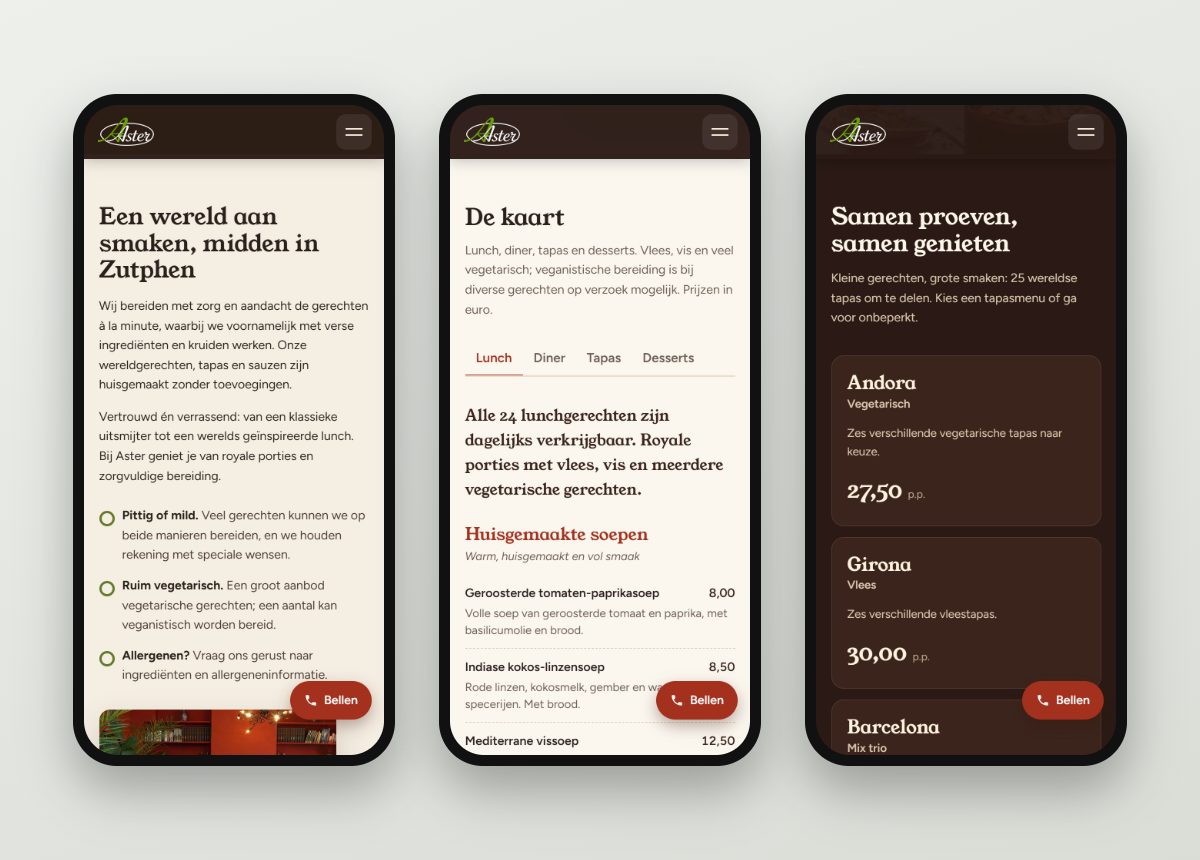 Aster
Een wereld aan
smaken, midden in
Zutphen
Wij bereiden met zorg en aandacht de gerechten
à la minute, waarbij we voornamelijk met verse
ingrediënten en kruiden werken. Onze
wereldgerechten, tapas en sauzen zijn
huisgemaakt zonder toevoegingen.
Vertrouwd én verrassend: van een klassieke
uitsmijter tot een werelds geïnspireerde lunch.
Bij Aster geniet je van royale porties en
zorgvuldige bereiding.
Pittig of mild. Veel gerechten kunnen we op
beide manieren bereiden, en we houden
rekening met speciale wensen.
Ruim vegetarisch. Een groot aanbod
vegetarische gerechten; een aantal kan
veganistisch worden bereid.
Allergenen? Vraag ons gerust naar
ingrediënten en allergeneninformatie.
Bellen
Aster
De kaart
Lunch, diner, tapas en desserts. Vlees, vis en veel
vegetarisch; veganistische bereiding is bij
diverse gerechten op verzoek mogelijk. Prijzen in
euro.
Lunch Diner Tapas Desserts
Alle 24 lunchgerechten zijn
dagelijks verkrijgbaar. Royale
porties met vlees, vis en meerdere
vegetarische gerechten.
Huisgemaakte soepen
Warm, huisgemaakt en vol smaak
Geroosterde tomaten-paprikasoep 8,00
Volle soep van geroosterde tomaat en paprika, met
basilicumolie en brood.
Indiase kokos-linzensoep 8,50
Rode linzen, kokosmelk, gember en
specerijen. Met brood.
Bellen
Mediterrane vissoep 12,50
Aster
Samen proeven,
samen genieten
Kleine gerechten, grote smaken: 25 wereldse
tapas om te delen. Kies een tapasmenu of ga
voor onbeperkt.
Andora
Vegetarisch
Zes verschillende vegetarische tapas naar
keuze.
27,50 p.p.
Girona
Vlees
Zes verschillende vleestapas.
30,00 p.p.
Bellen
Barcelona
Mix trio